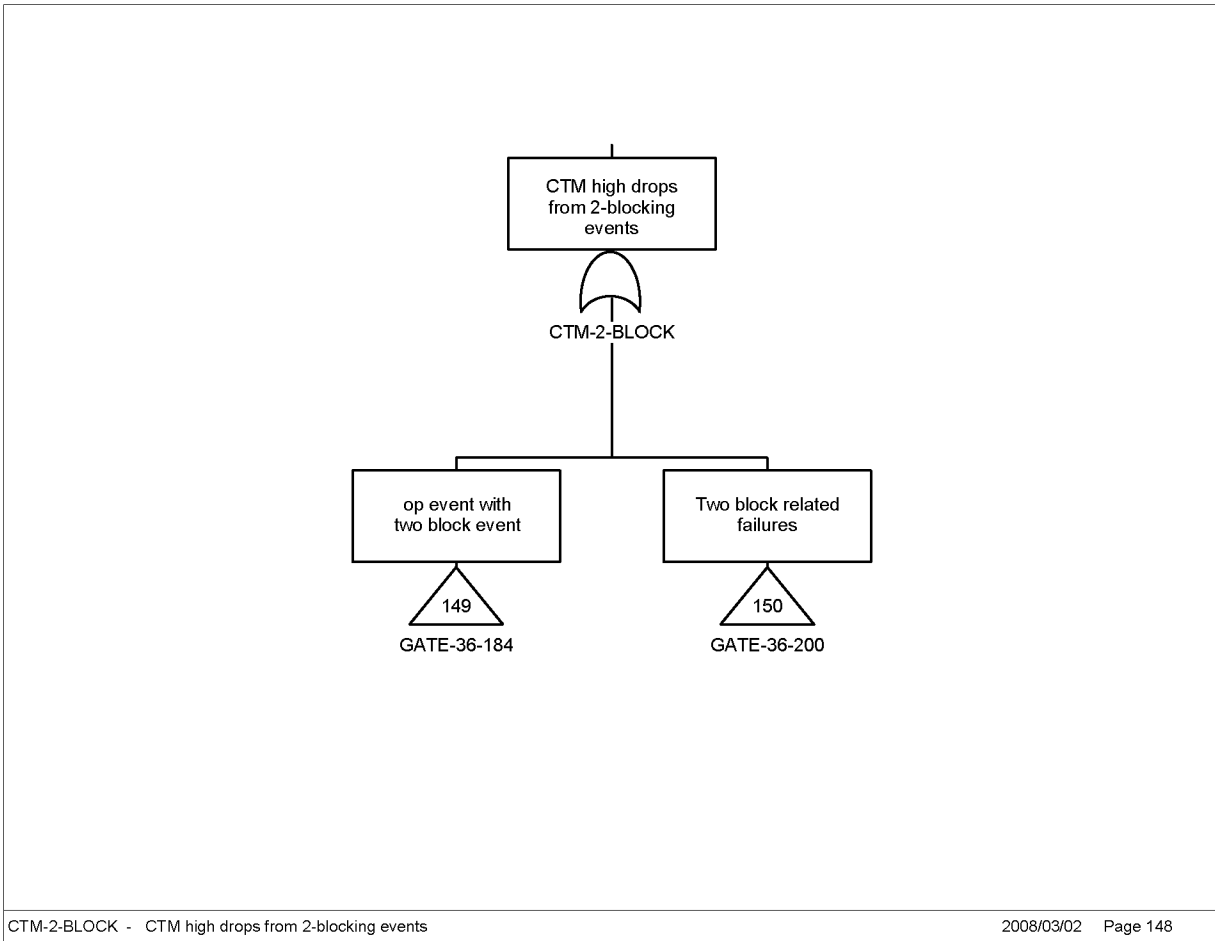 CTM high drops
from 2-blocking
events
CTM-2-BLOCK
op event with
two block event
Two block related
failures
149
150
GATE-36-184
GATE-36-200
CTM-2-BLOCK - CTM high drops from 2-blocking events
2008/03/02 Page 148